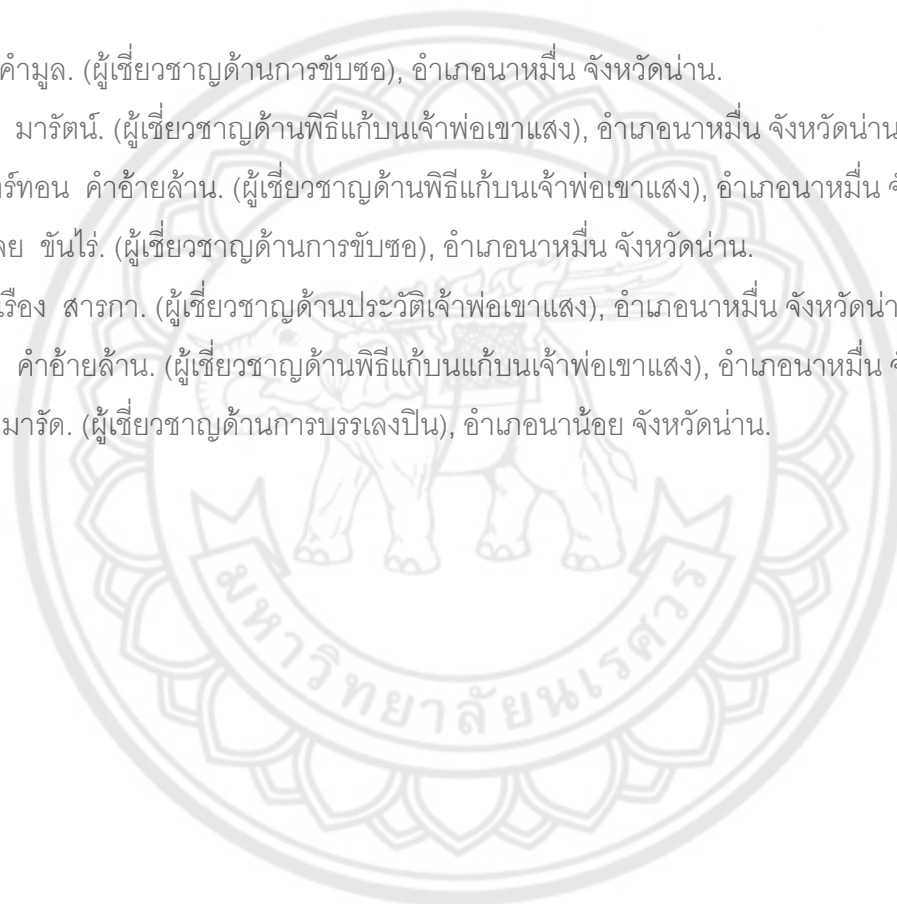 คำมูล. (ผู้เชี่ยวชาญด้านการขับซอ), อำเภอนาหมื่น จังหวัดน่าน.
มารัตน์. (ผู้เชี่ยวชาญด้านพิธีแก้บนเจ้าพ่อเขาแสง), อำเภอนาหมื่น จังหวัดน่าน
ร์ทอน คำอ้ายล้าน. (ผู้เชี่ยวชาญด้านพิธีแก้บนเจ้าพ่อเขาแสง), อำเภอนาหมื่น
ลย ขันไร่. (ผู้เชี่ยวชาญด้านการขับซอ), อำเภอนาหมื่น จังหวัดน่าน.
เรือง สารกา. (ผู้เชี่ยวชาญด้านประวัติเจ้าพ่อเขาแสง), อำเภอนาหมื่น จังหวัดน่า
คำอ้ายล้าน. (ผู้เชี่ยวชาญด้านพิธีแก้บนแก้บนเจ้าพ่อเขาแสง), อำเภอนาหมื่น
มารัด. (ผู้เชี่ยวชาญด้านการบรรเลงปิน), อำเภอนาน้อย จังหวัดน่าน.
มหาวิทยาลัยนเรศวร